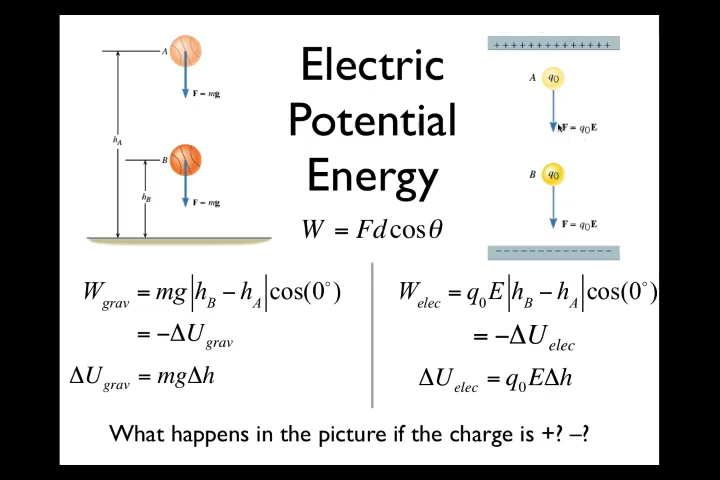 Electric
Potential
Energy
W = Fd cos θ
A
F = mg
h_A
B
h_B
F = mg
++++++++++++++
A
q₀
F = q₀E
B
q₀
F = q₀E
−−−−−−−−−−−−−−
W_grav = mg|h_B − h_A|cos(0°)
= −ΔU_grav
ΔU_grav = mgΔh
W_elec = q₀E|h_B − h_A|cos(0°)
= −ΔU_elec
ΔU_elec = q₀EΔh
What happens in the picture if the charge is +? −?